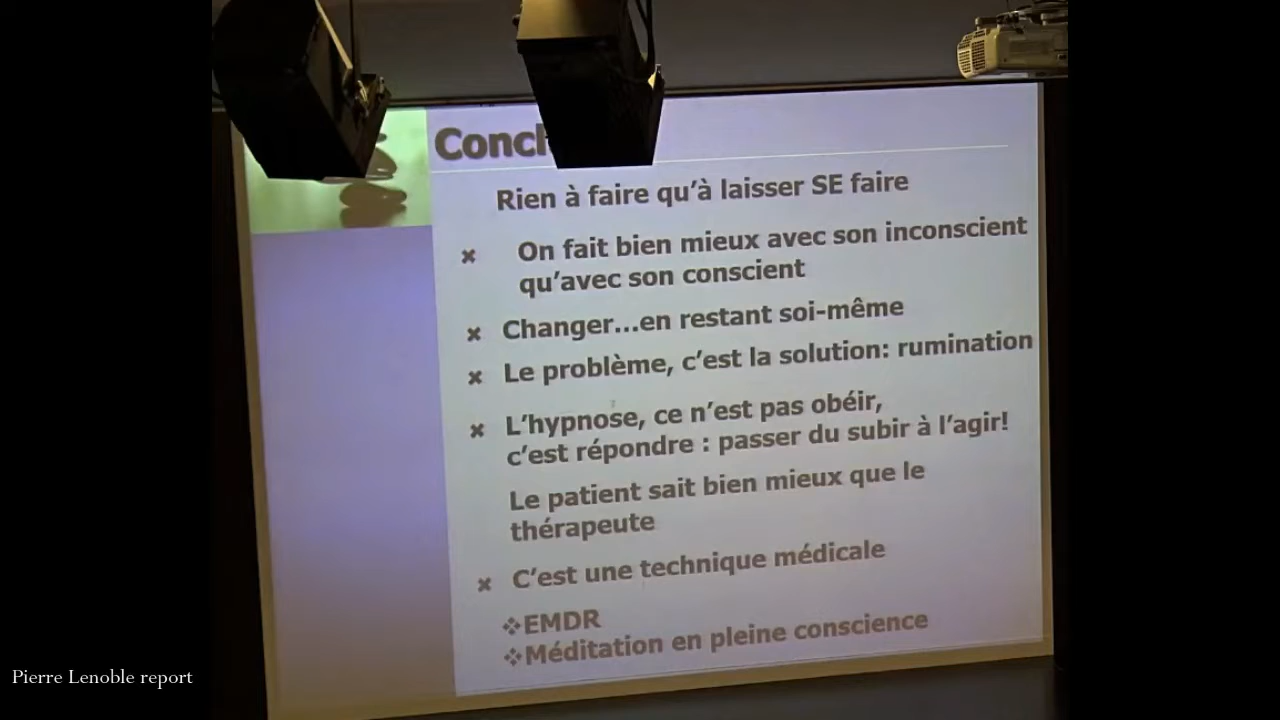 Concl
Rien à faire qu'à laisser SE faire
On fait bien mieux avec son inconscient
qu'avec son conscient
Changer...en restant soi-même
Le problème, c'est la solution: rumination
L'hypnose, ce n'est pas obéir,
c'est répondre : passer du subir à l'agir!
Le patient sait bien mieux que le
thérapeute
C'est une technique médicale
EMDR
Méditation en pleine conscience
Pierre Lenoble report